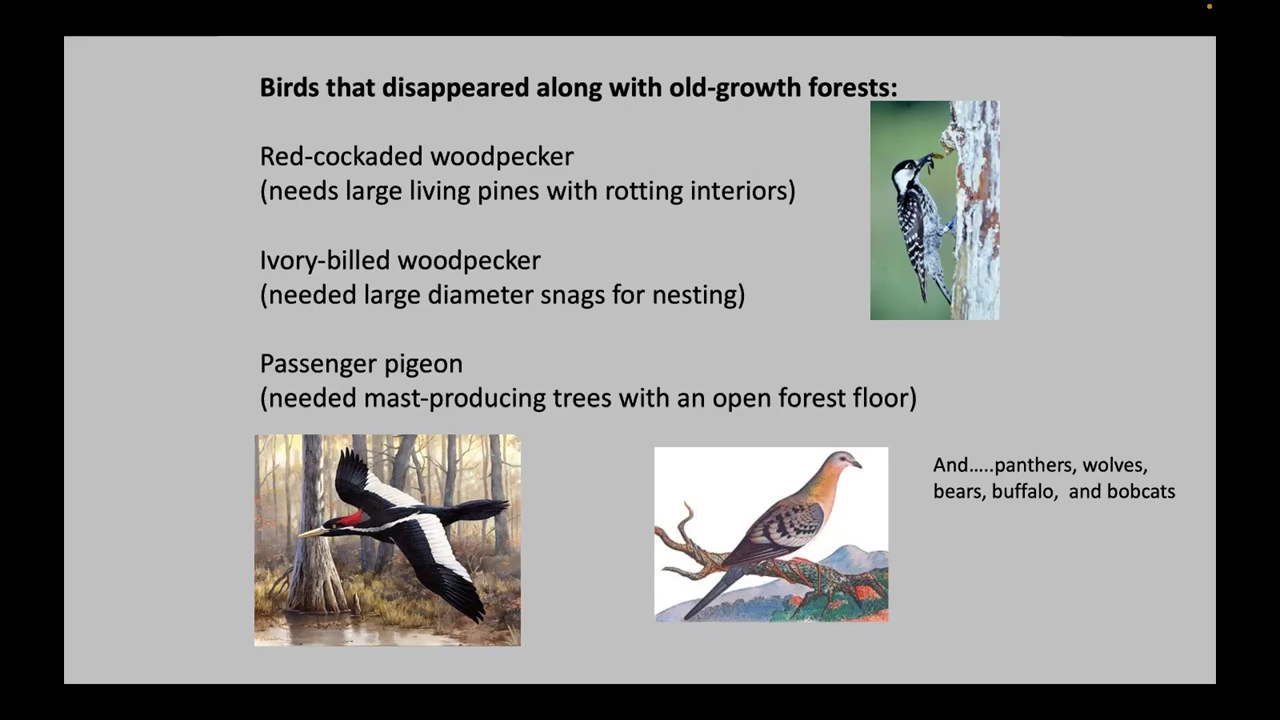 Birds that disappeared along with old-growth forests:
Red-cockaded woodpecker
(needs large living pines with rotting interiors)
Ivory-billed woodpecker
(needed large diameter snags for nesting)
Passenger pigeon
(needed mast-producing trees with an open forest floor)
And.....panthers, wolves,
bears, buffalo,  and bobcats